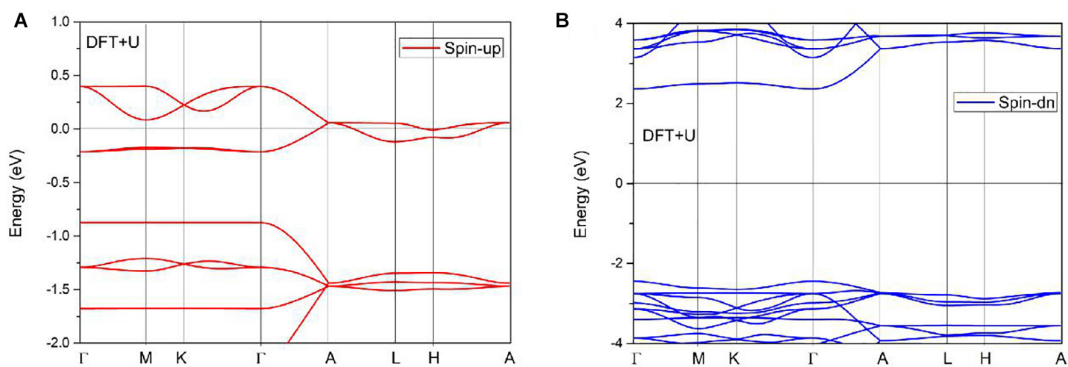 A
DFT+U
Spin-up
Energy (eV)
1.0
0.5
0.0
-0.5
-1.0
-1.5
-2.0
Γ M K Γ A L H A
B
Spin-dn
DFT+U
Energy (eV)
4
2
0
-2
-4
Γ M K Γ A L H A